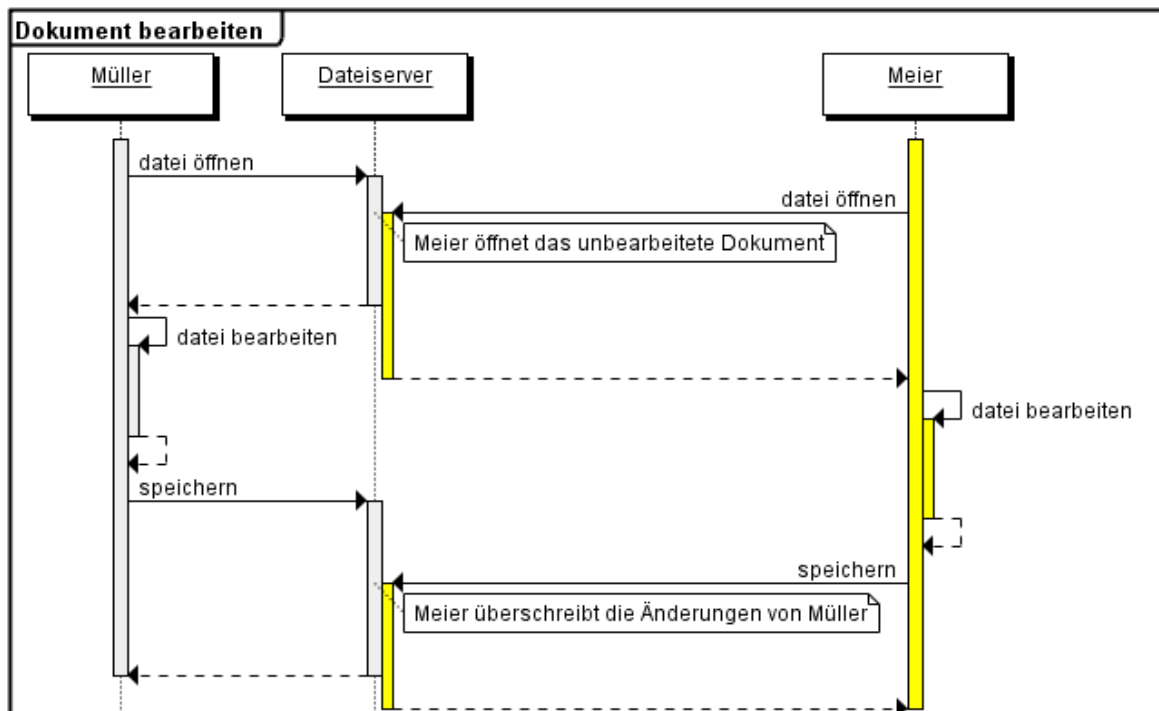 Dokument bearbeiten
Müller
Dateiserver
Meier
datei öffnen
datei öffnen
Meier öffnet das unbearbeitete Dokument
datei bearbeiten
datei bearbeiten
speichern
speichern
Meier überschreibt die Änderungen von Müller